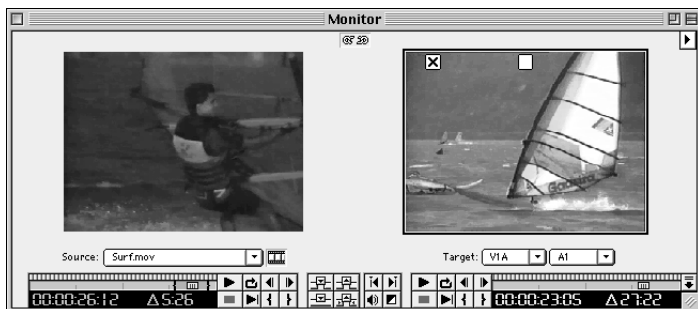 Monitor
Source: Surf.mov
Target: V1A A1
00:00:26:12 Δ5:26
00:00:23:05 Δ27:22